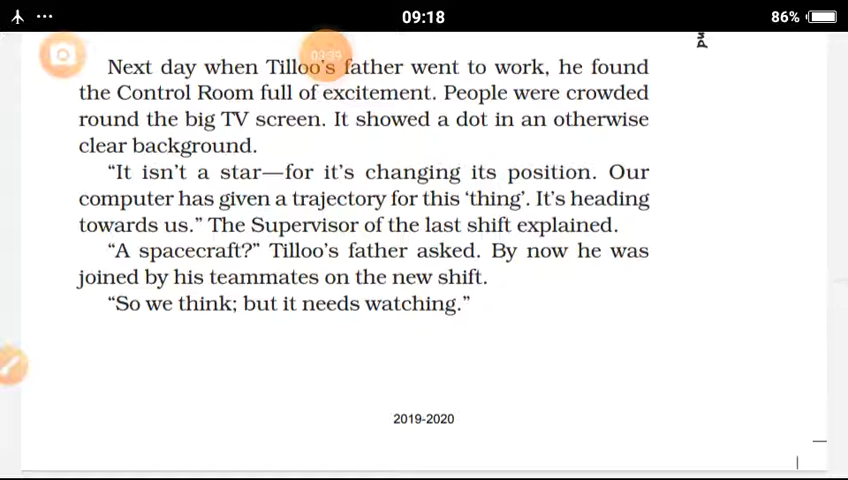 09:18
86%
09:39
Next day when Tilloo's father went to work, he found
the Control Room full of excitement. People were crowded
round the big TV screen. It showed a dot in an otherwise
clear background.
“It isn't a star—for it's changing its position. Our
computer has given a trajectory for this ‘thing’. It's heading
towards us.” The Supervisor of the last shift explained.
“A spacecraft?” Tilloo's father asked. By now he was
joined by his teammates on the new shift.
“So we think; but it needs watching.”
2019-2020